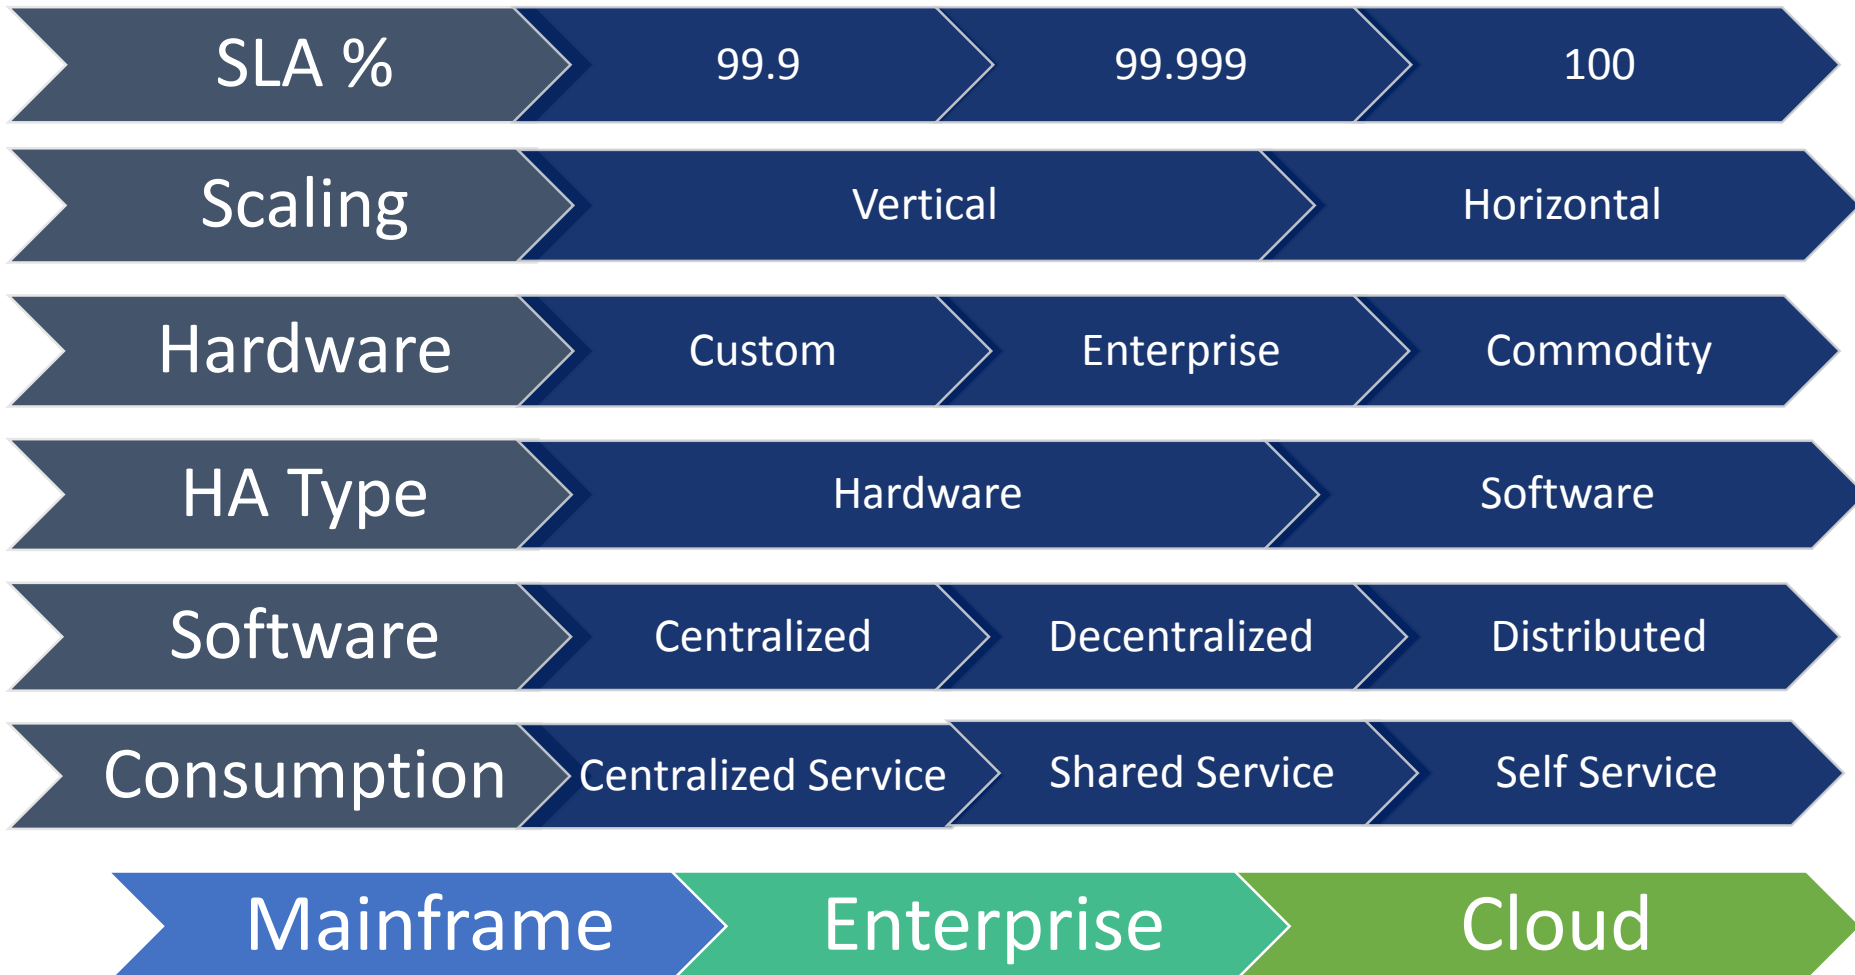 SLA %
99.9
99.999
100
Scaling
Vertical
Horizontal
Hardware
Custom
Enterprise
Commodity
HA Type
Hardware
Software
Software
Centralized
Decentralized
Distributed
Consumption
Centralized Service
Shared Service
Self Service
Mainframe
Enterprise
Cloud